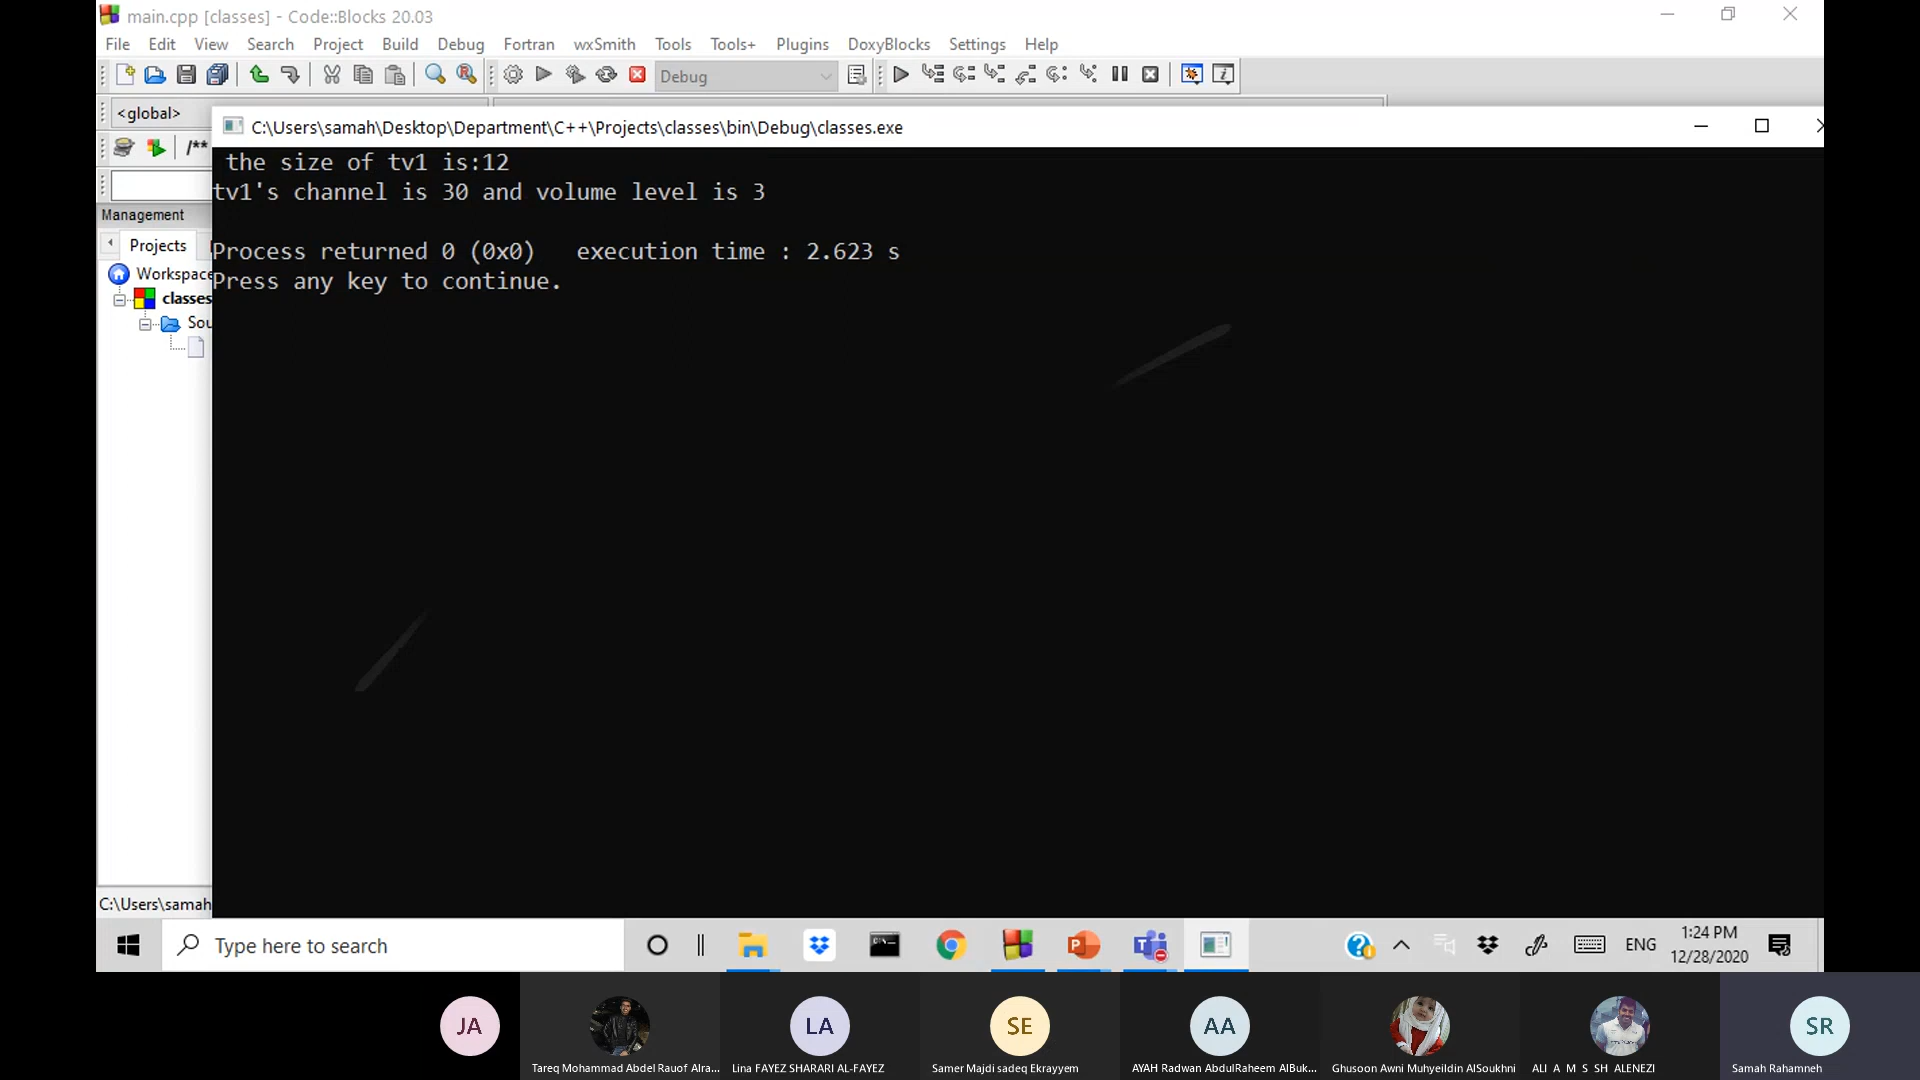 main.cpp [classes] - Code::Blocks 20.03
File Edit View Search Project Build Debug Fortran wxSmith Tools Tools+ Plugins DoxyBlocks Settings Help
Debug
<global>
C:\Users\samah\Desktop\Department\C++\Projects\classes\bin\Debug\classes.exe
/**
the size of tv1 is:12
tv1's channel is 30 and volume level is 3
Management
Projects
Process returned 0 (0x0)   execution time : 2.623 s
Workspace
Press any key to continue.
classes
Sou
C:\Users\samah
Type here to search
ENG
1:24 PM
12/28/2020
JA
LA
SE
AA
SR
Tareq Mohammad Abdel Rauof Alra...
Lina FAYEZ SHARARI AL-FAYEZ
Samer Majdi sadeq Ekrayyem
AYAH Radwan AbdulRaheem AlBuk...
Ghusoon Awni Muhyeildin AlSoukhni
ALI A M S SH ALENEZI
Samah Rahamneh